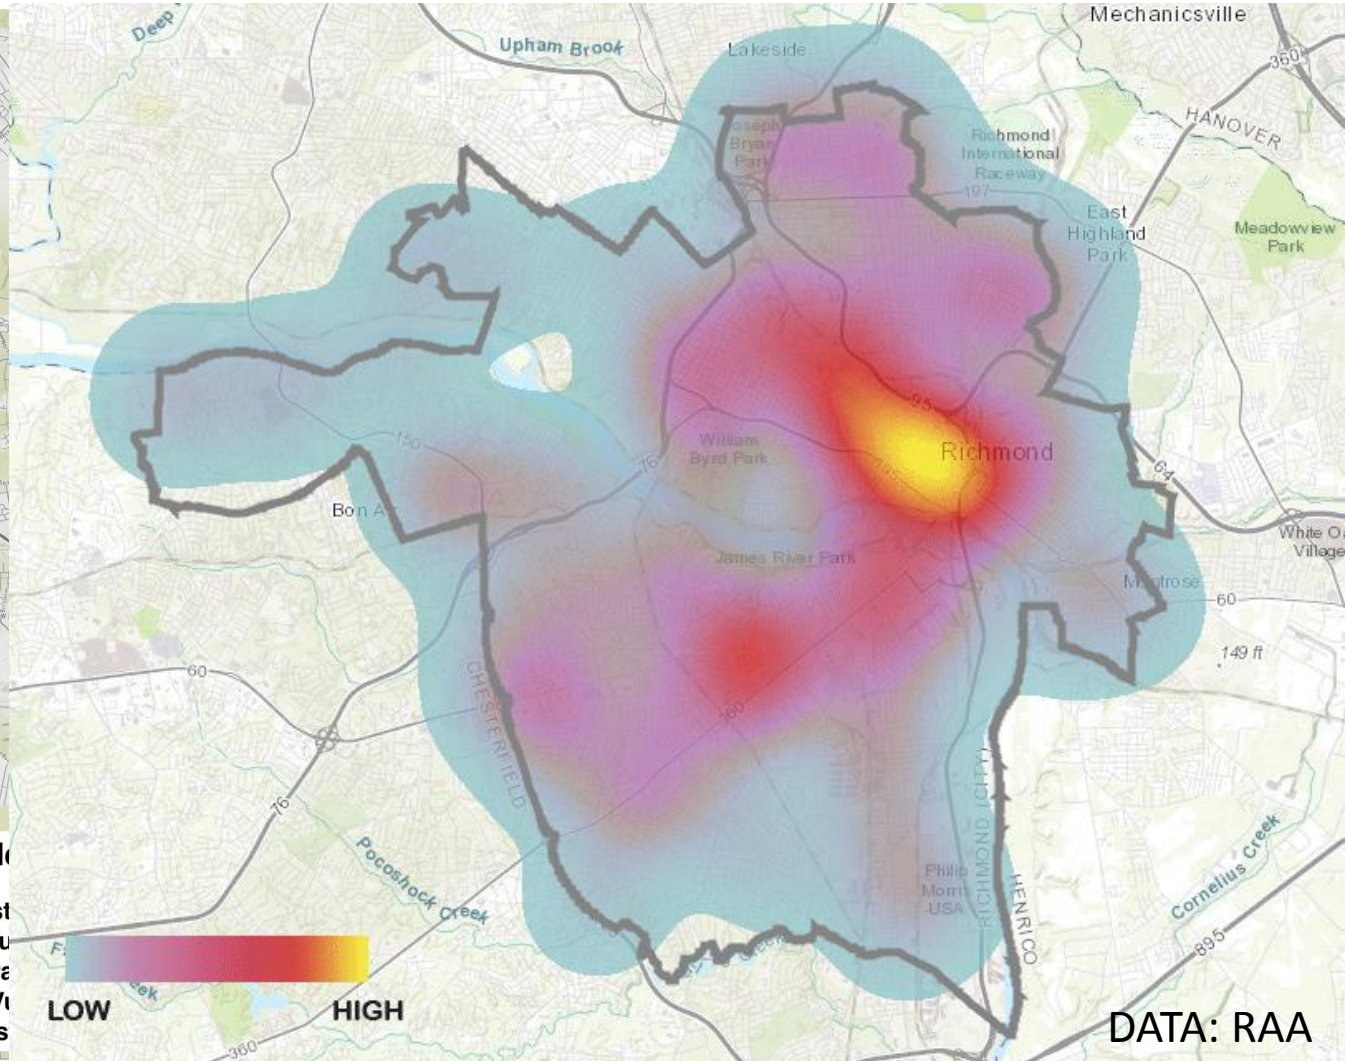 Mechanicsville
Deep
Upham Brook
Lakeside
360
HANOVER
Joseph
Bryan
Park
Richmond
International
Raceway
197
East
Highland
Park
Meadowview
Park
95
Richmond
150
William
Byrd Park
195
76
64
Bon A
White O
Village
James River Park
Montrose
60
149 ft
60
CHESTERFIELD
360
RICHMOND (CITY)
HENRICO
76
Pocoshock Creek
Philip
Morris
USA
Cornelius Creek
895
Creek
eek
LOW
HIGH
360
DATA: RAA